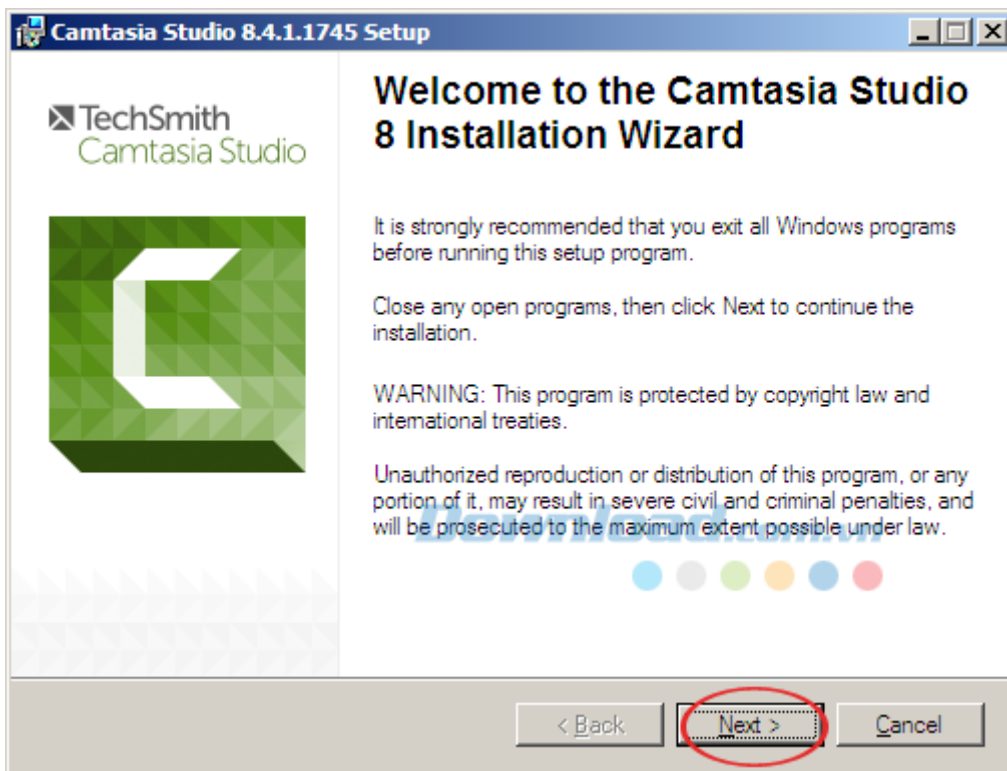 Camtasia Studio 8.4.1.1745 Setup
TechSmith
Camtasia Studio
Welcome to the Camtasia Studio
8 Installation Wizard
It is strongly recommended that you exit all Windows programs
before running this setup program.
Close any open programs, then click Next to continue the
installation.
WARNING: This program is protected by copyright law and
international treaties.
Unauthorized reproduction or distribution of this program, or any
portion of it, may result in severe civil and criminal penalties, and
will be prosecuted to the maximum extent possible under law.
Download.com.vn
< Back
Next >
Cancel